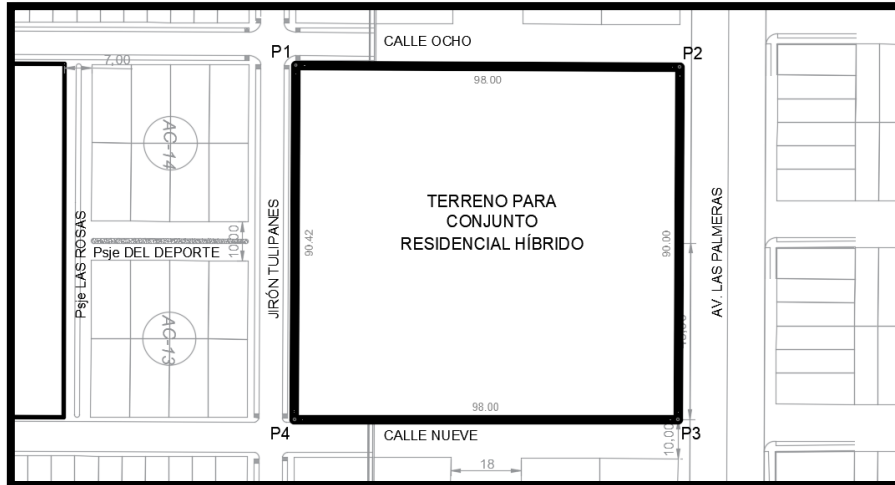 CALLE OCHO
P1
P2
7,00
98.00
AC-14
TERRENO PARA
CONJUNTO
RESIDENCIAL HÍBRIDO
JIRÓN TULIPANES
90.42
90.00
AV. LAS PALMERAS
Psje LAS ROSAS
10,00
Psje DEL DEPORTE
AC-13
98.00
P4
CALLE NUEVE
P3
10,00
18